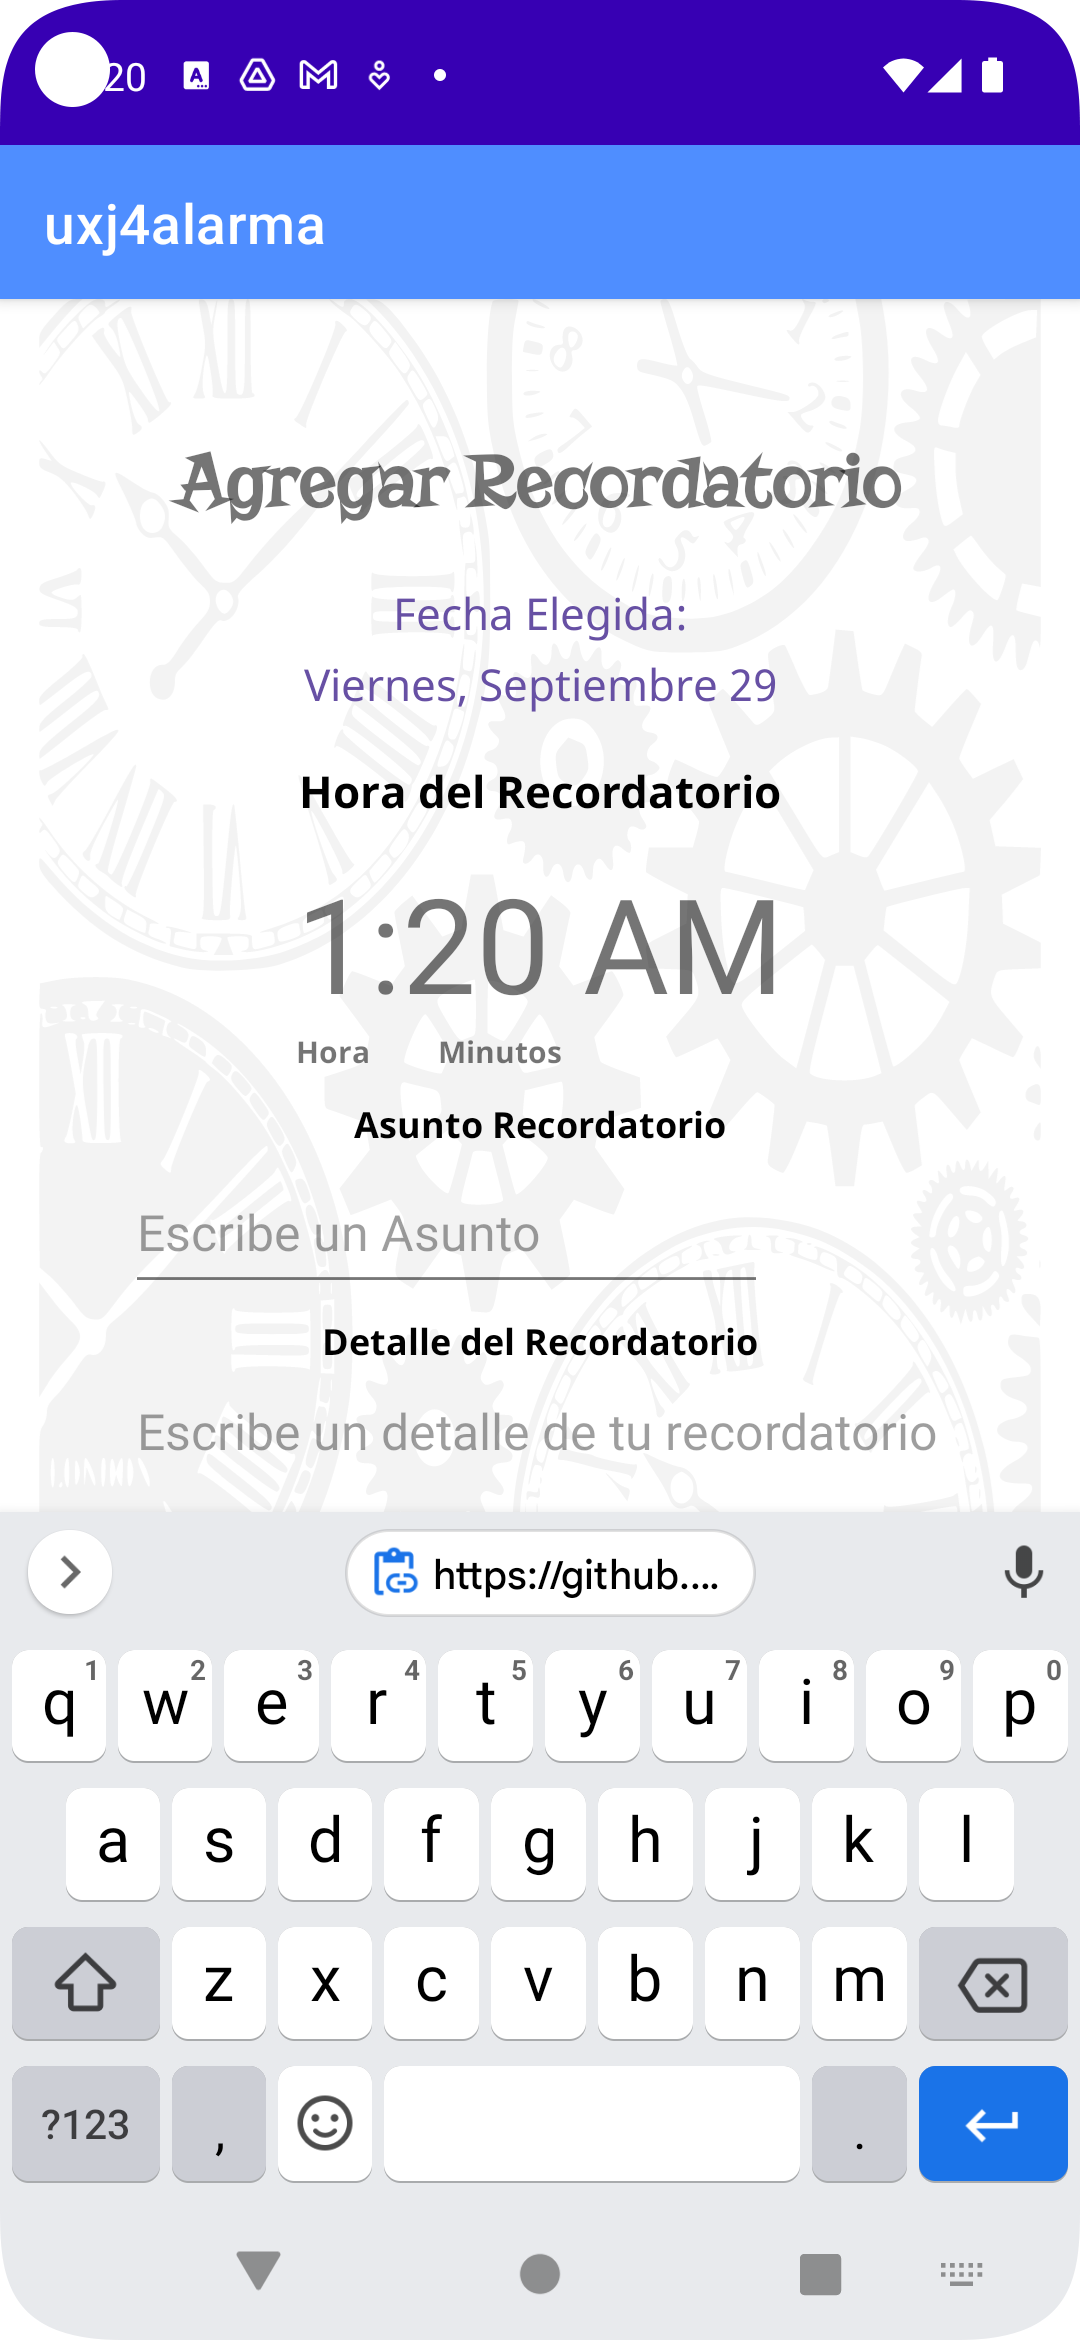 20
uxj4alarma
Agregar Recordatorio
Fecha Elegida:
Viernes, Septiembre 29
Hora del Recordatorio
1:20 AM
Hora Minutos
Asunto Recordatorio
Escribe un Asunto
Detalle del Recordatorio
Escribe un detalle de tu recordatorio
https://github....
q 1 w 2 e 3 r 4 t 5 y 6 u 7 i 8 o 9 p 0
a s d f g h j k l
z x c v b n m
?123 , .